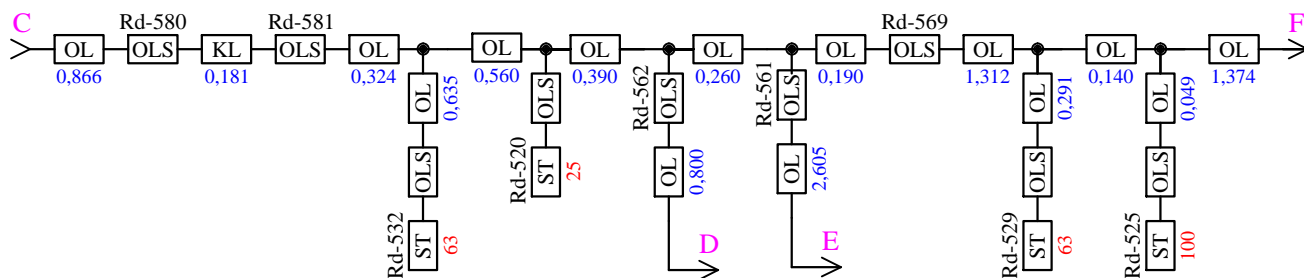 C
Rd-580
Rd-581
Rd-569
F
OL
OLS
KL
OLS
OL
OL
OL
OL
OL
OLS
OL
OL
OL
0,866
0,181
0,324
0,560
0,390
0,260
0,190
1,312
0,140
1,374
OL
0,635
OLS
Rd-532
ST
63
OLS
Rd-520
ST
25
Rd-562
OLS
OL
0,800
D
Rd-561
OLS
OL
2,605
E
OL
0,291
OLS
Rd-529
ST
63
OL
0,049
OLS
Rd-525
ST
100